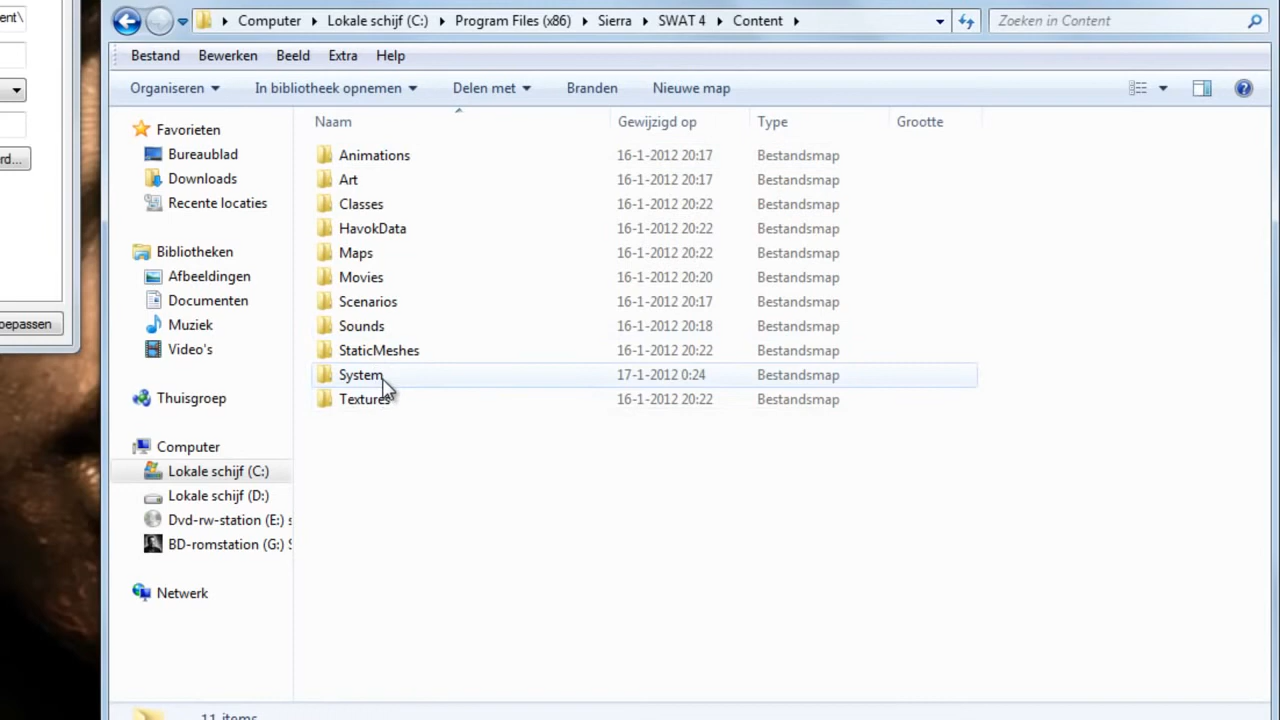 ent\
rd...
oepassen
Computer Lokale schijf (C:) Program Files (x86) Sierra SWAT 4 Content
Zoeken in Content
Bestand Bewerken Beeld Extra Help
Organiseren In bibliotheek opnemen Delen met Branden Nieuwe map
Naam Gewijzigd op Type Grootte
Favorieten
Bureaublad
Downloads
Recente locaties
Bibliotheken
Afbeeldingen
Documenten
Muziek
Video's
Thuisgroep
Computer
Lokale schijf (C:)
Lokale schijf (D:)
Dvd-rw-station (E:) s
BD-romstation (G:) S
Netwerk
Animations 16-1-2012 20:17 Bestandsmap
Art 16-1-2012 20:17 Bestandsmap
Classes 16-1-2012 20:22 Bestandsmap
HavokData 16-1-2012 20:22 Bestandsmap
Maps 16-1-2012 20:22 Bestandsmap
Movies 16-1-2012 20:20 Bestandsmap
Scenarios 16-1-2012 20:17 Bestandsmap
Sounds 16-1-2012 20:18 Bestandsmap
StaticMeshes 16-1-2012 20:22 Bestandsmap
System 17-1-2012 0:24 Bestandsmap
Textures 16-1-2012 20:22 Bestandsmap
11 items